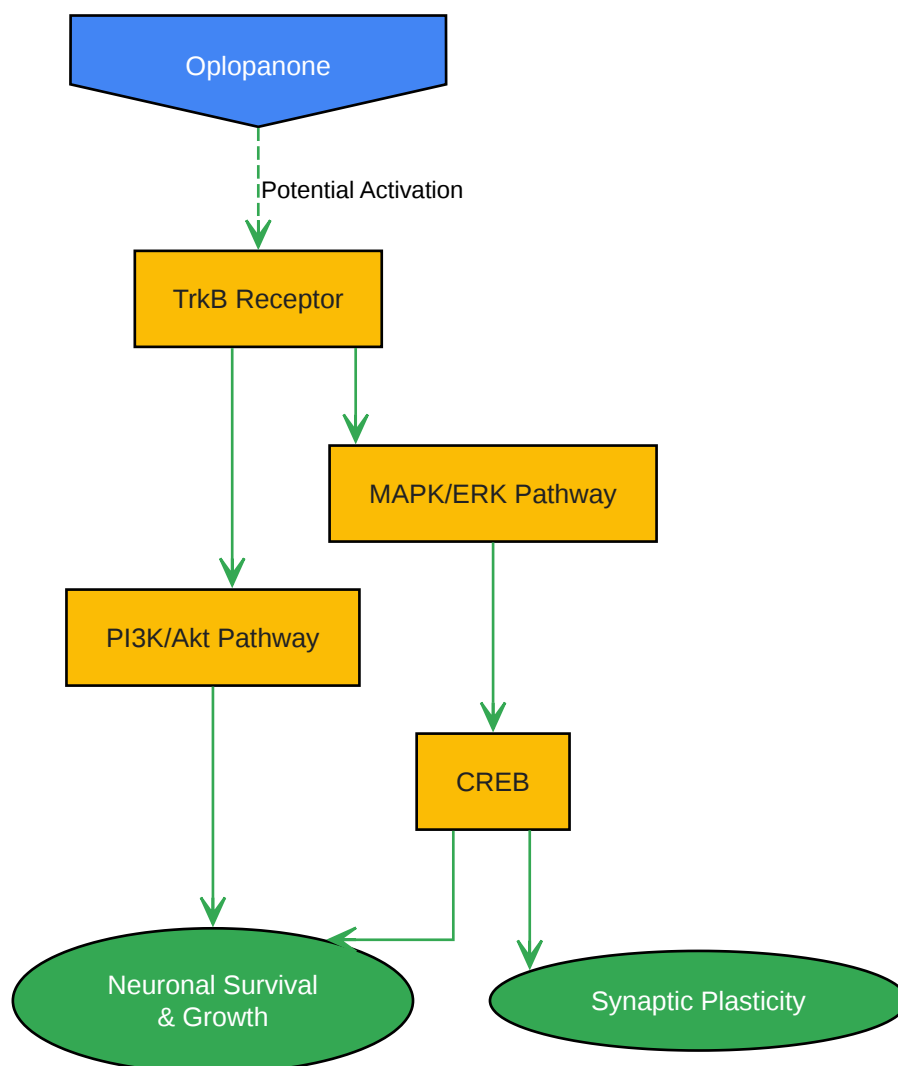 Oplopanone
Potential Activation
TrkB Receptor
MAPK/ERK Pathway
PI3K/Akt Pathway
CREB
Neuronal Survival
& Growth
Synaptic Plasticity